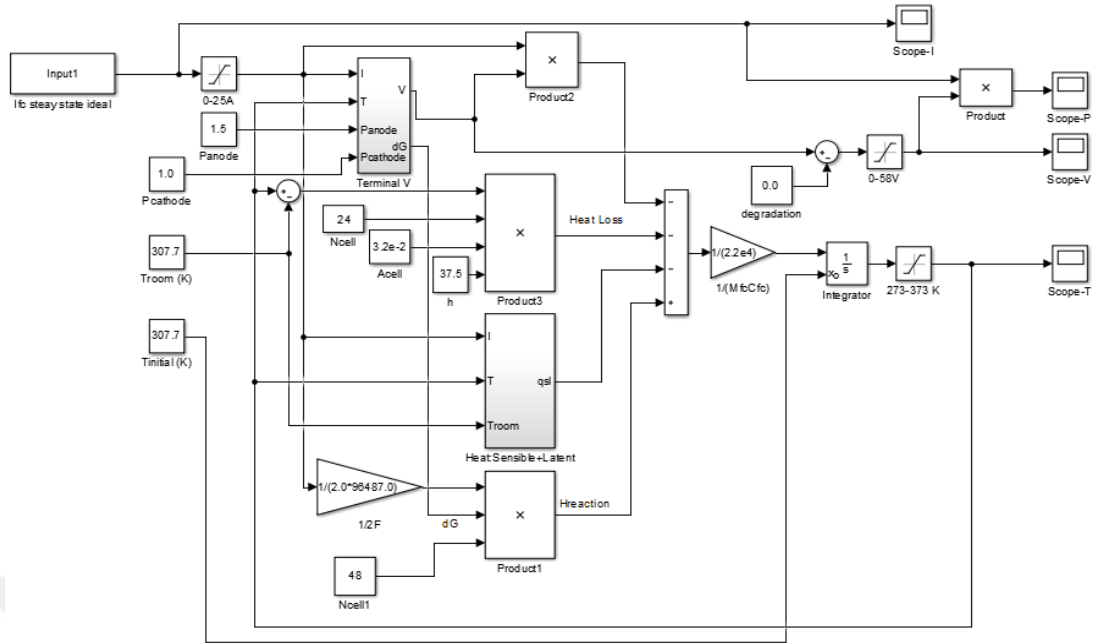 Scope-I
Input1
Ifc steay state ideal
0-25A
I
T
Panode
Pcathode
V
dG
Terminal V
×
Product2
×
Product
Scope-P
1.5
Panode
1.0
Pcathode
+
−
+
−
0-58V
Scope-V
0.0
degradation
24
Ncell
3.2e-2
Acell
37.5
h
×
Product3
Heat Loss
−
−
−
+
1/(2.2e4)
1/(MfcCfc)
1
s
xo
Integrator
273-373 K
Scope-T
307.7
Troom (K)
307.7
Tinitial (K)
I
T
Troom
qsl
Heat Sensible+Latent
1/(2.0*96487.0)
1/2F
dG
×
Product1
Hreaction
48
Ncell1